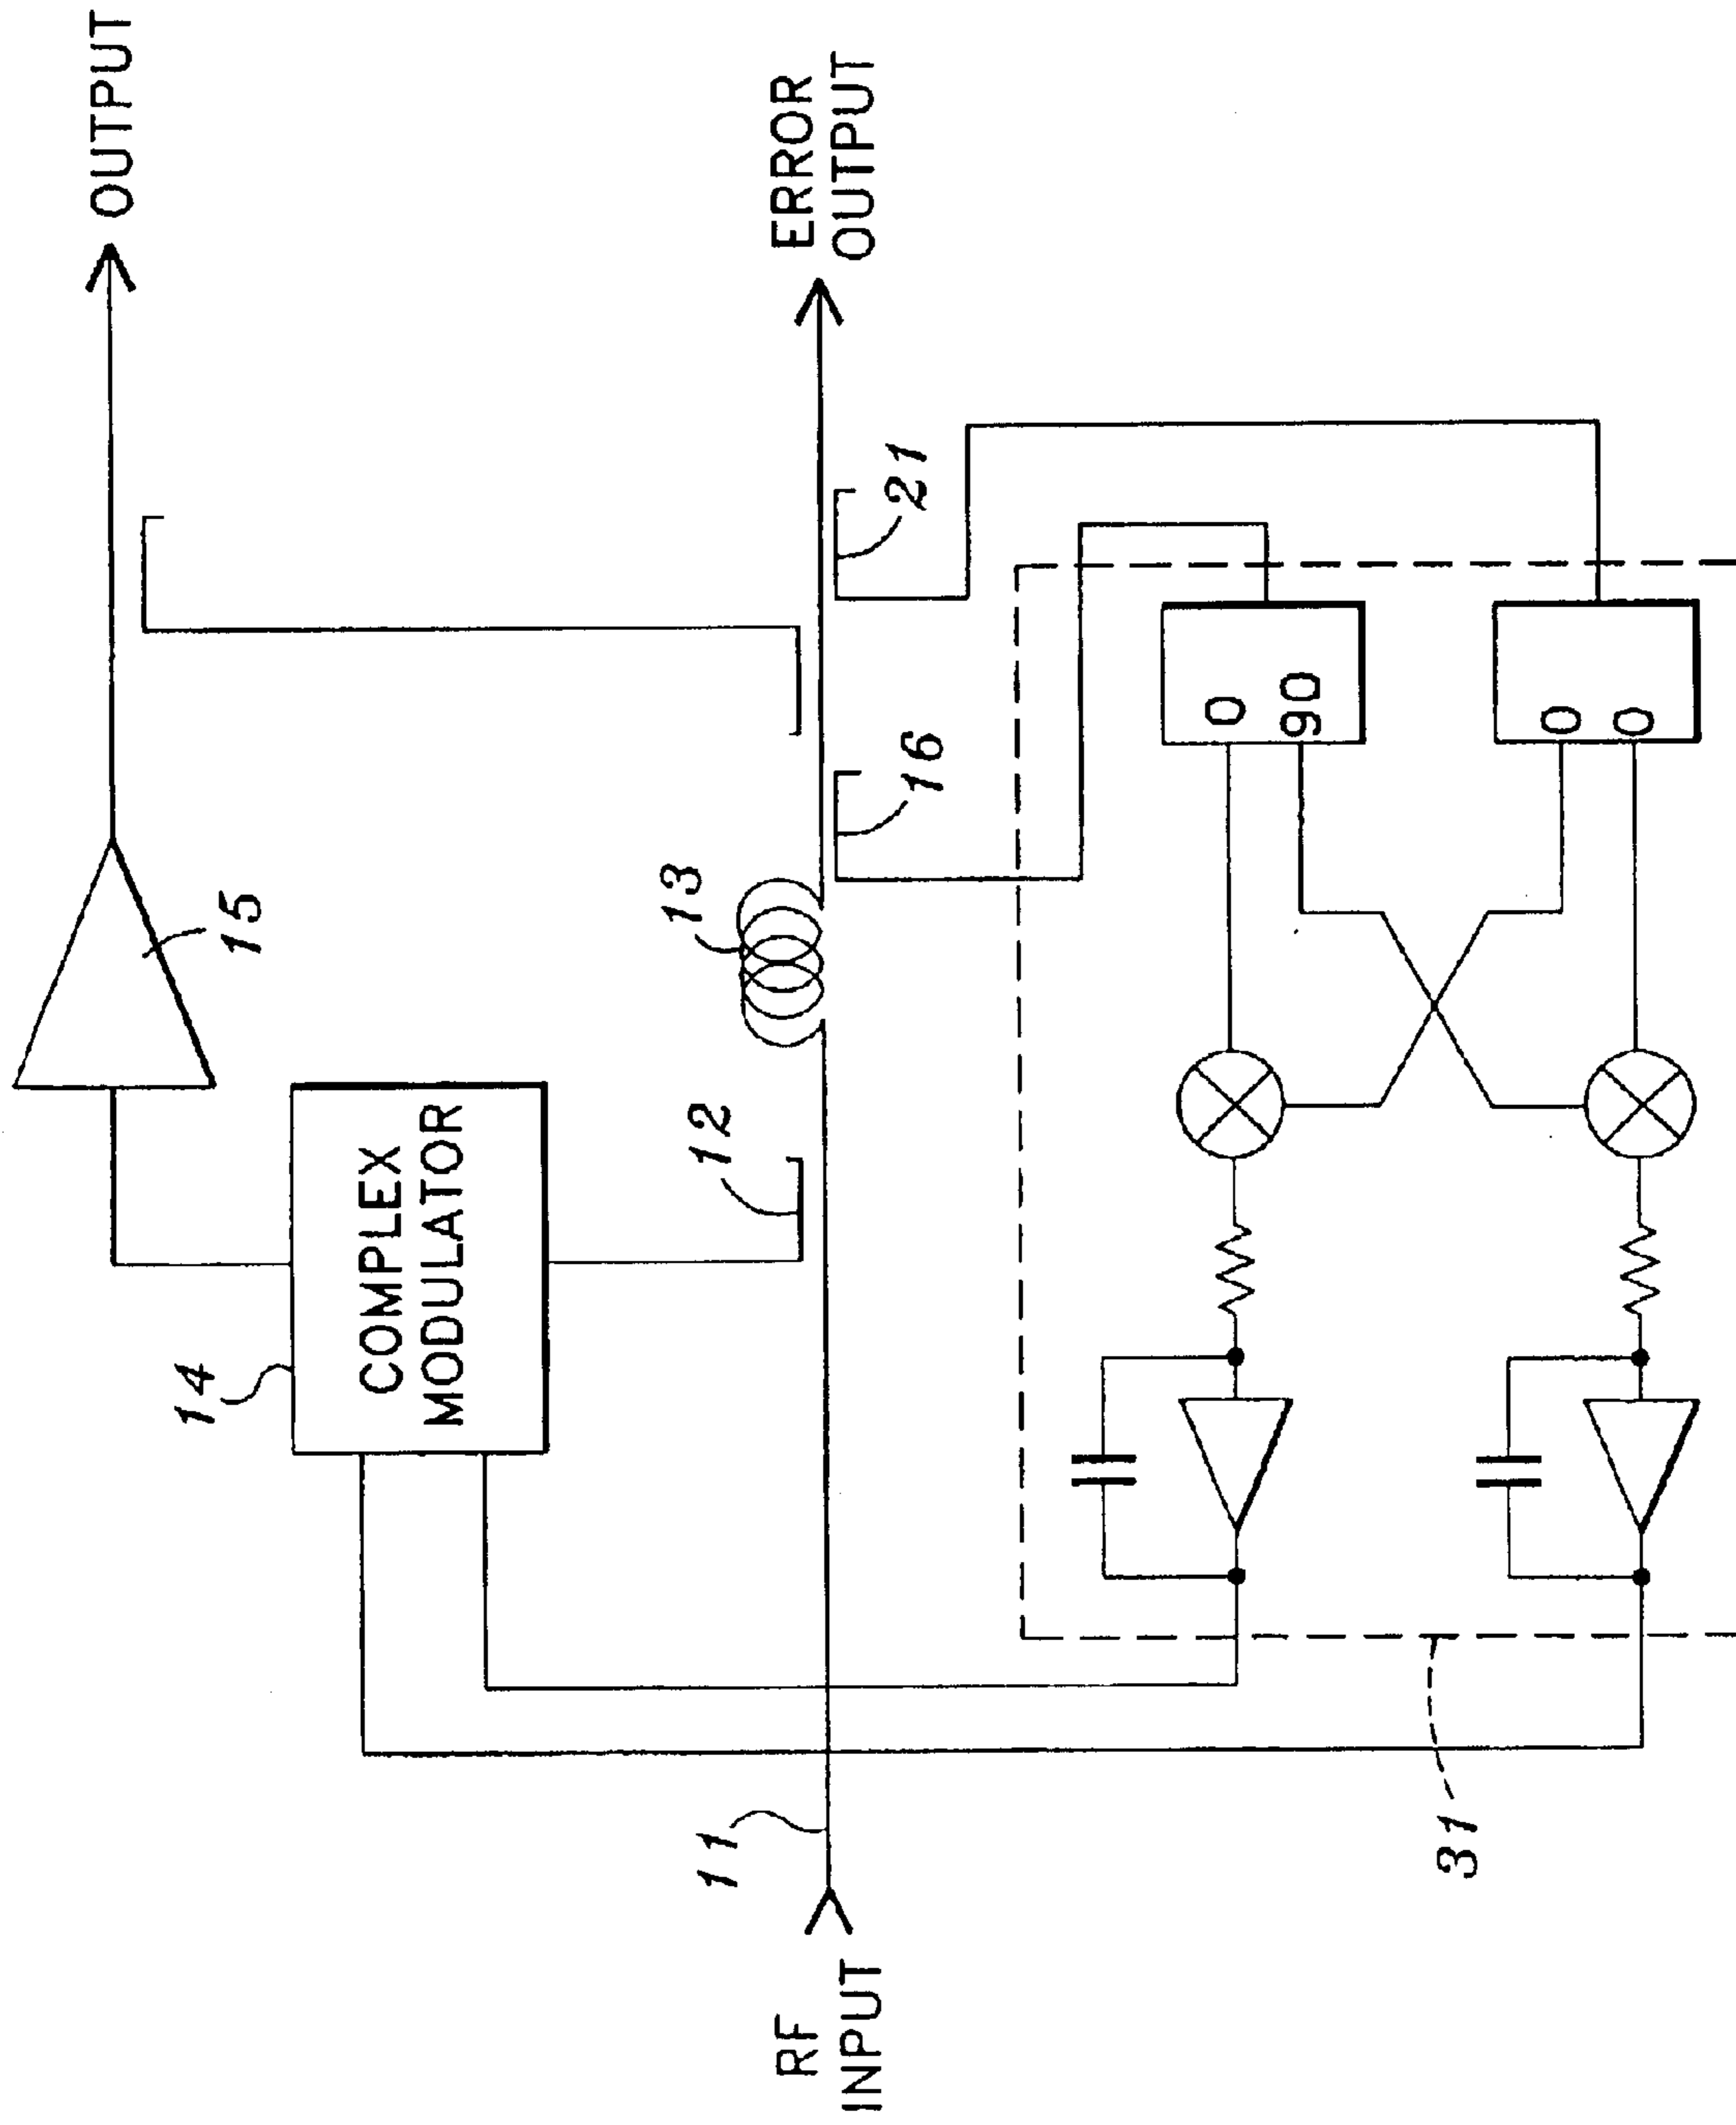 OUTPUT
15
14
COMPLEX
MODULATOR
12
13
ERROR
OUTPUT
RF
INPUT
11
16
21
0
90
0
0
31